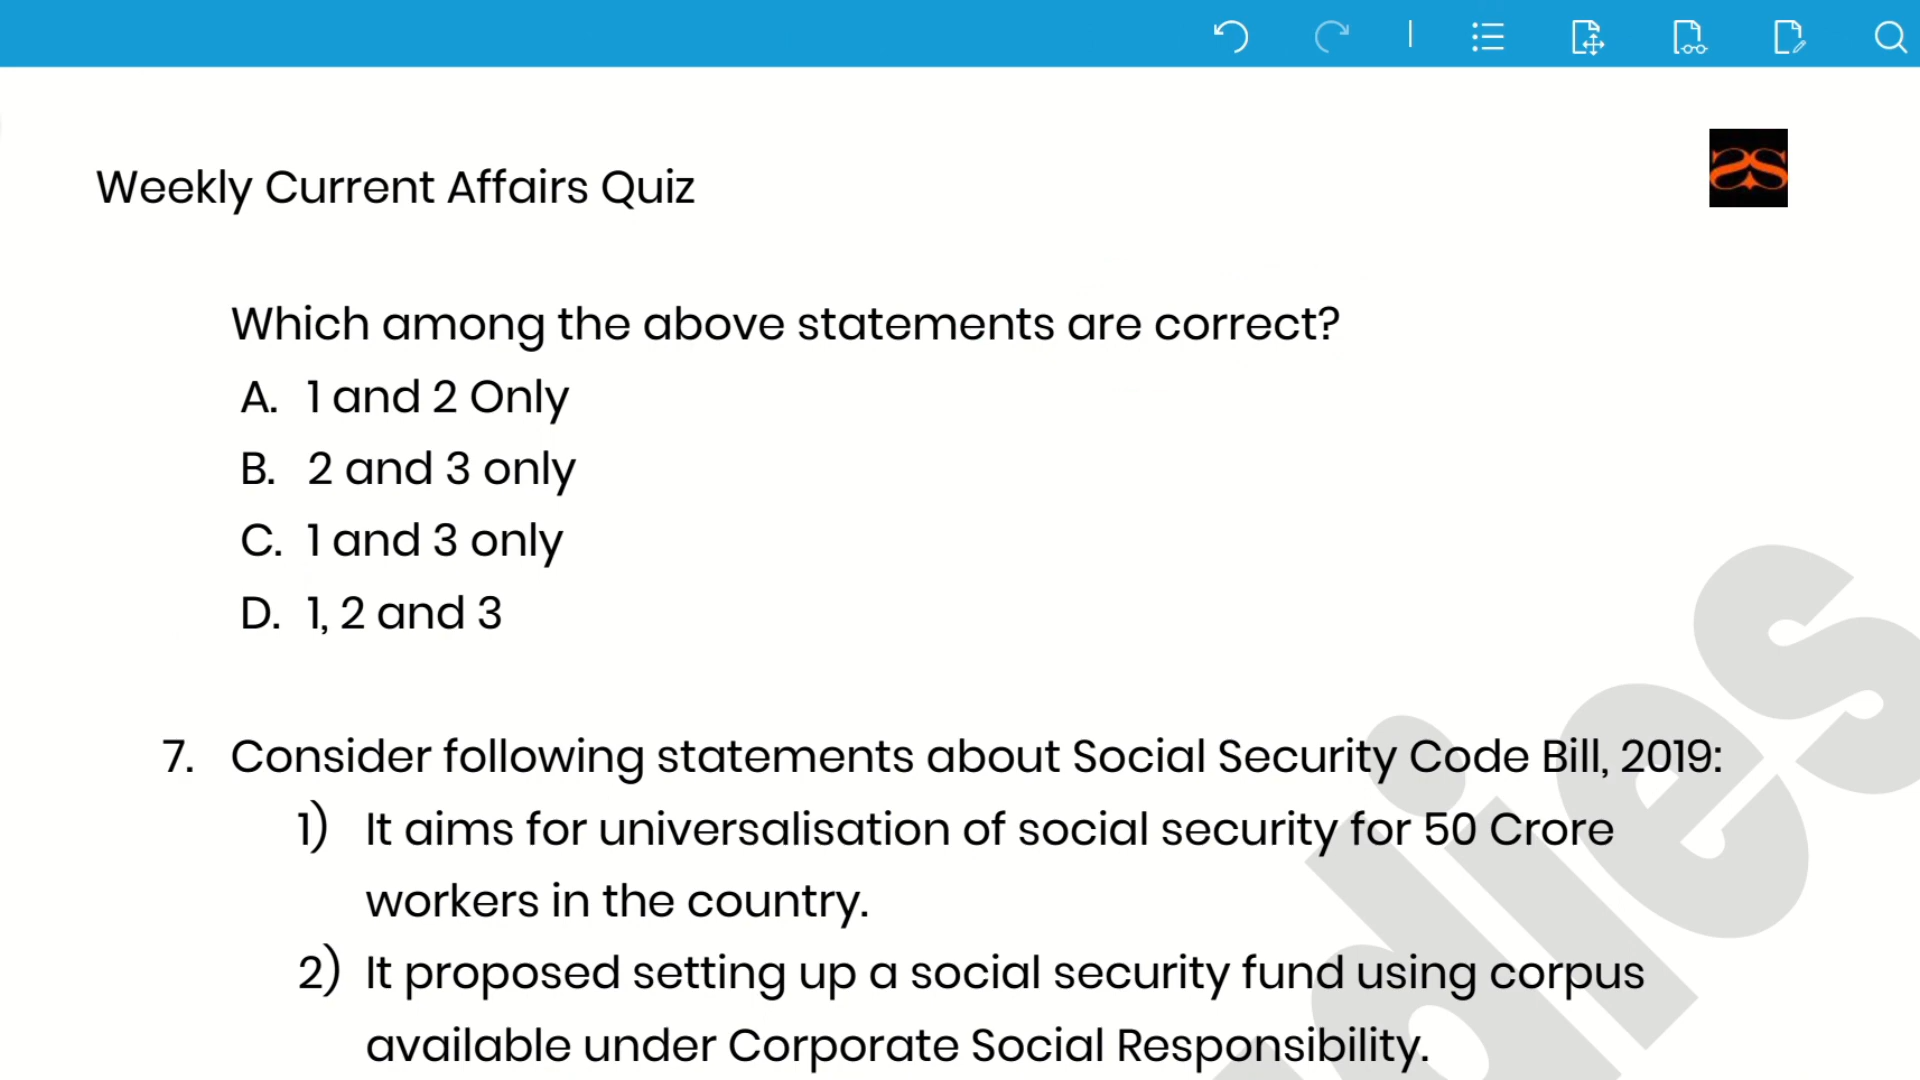 Weekly Current Affairs Quiz
Which among the above statements are correct?
A. 1 and 2 Only
B. 2 and 3 only
C. 1 and 3 only
D. 1, 2 and 3
7. Consider following statements about Social Security Code Bill, 2019:
1) It aims for universalisation of social security for 50 Crore
workers in the country.
2) It proposed setting up a social security fund using corpus
available under Corporate Social Responsibility.
dies